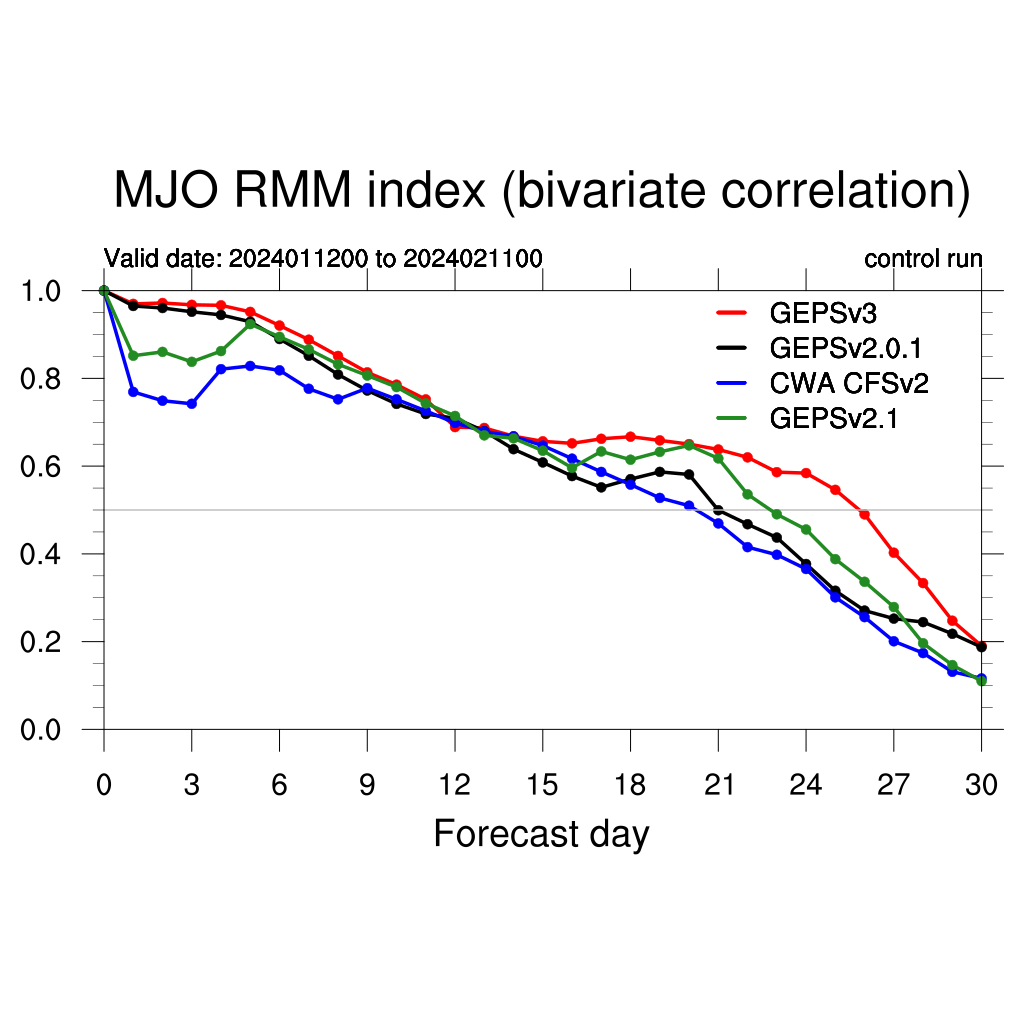 MJO RMM index (bivariate correlation)
Valid date: 2024011200 to 2024021100 control run
1.0
0.8
0.6
0.4
0.2
0.0
GEPSv3
GEPSv2.0.1
CWA CFSv2
GEPSv2.1
0 3 6 9 12 15 18 21 24 27 30
Forecast day